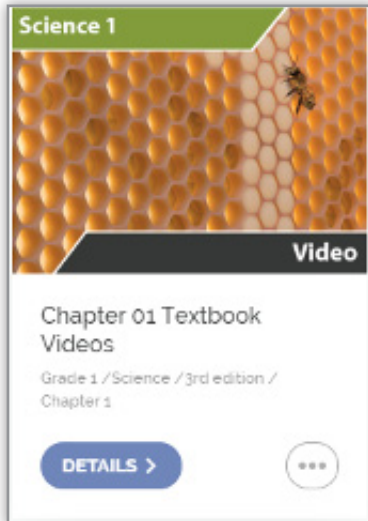 Science 1
Video
Chapter 01 Textbook
Videos
Grade 1 / Science / 3rd edition /
Chapter 1
DETAILS >